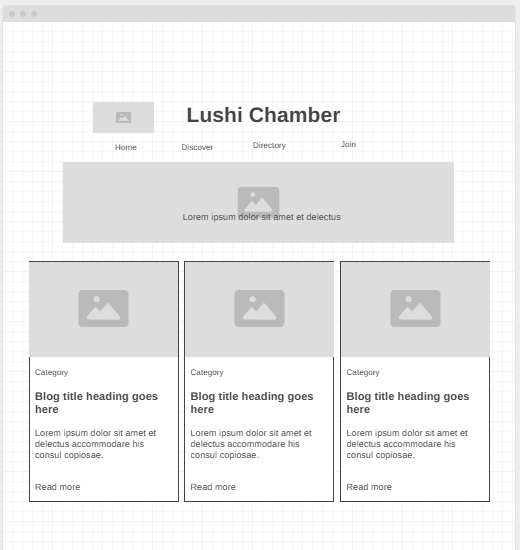 Lushi Chamber
Home
Discover
Directory
Join
Lorem ipsum dolor sit amet et delectus
Category
Blog title heading goes
here
Lorem ipsum dolor sit amet et
delectus accommodare his
consul copiosae.
Read more
Category
Blog title heading goes
here
Lorem ipsum dolor sit amet et
delectus accommodare his
consul copiosae.
Read more
Category
Blog title heading goes
here
Lorem ipsum dolor sit amet et
delectus accommodare his
consul copiosae.
Read more